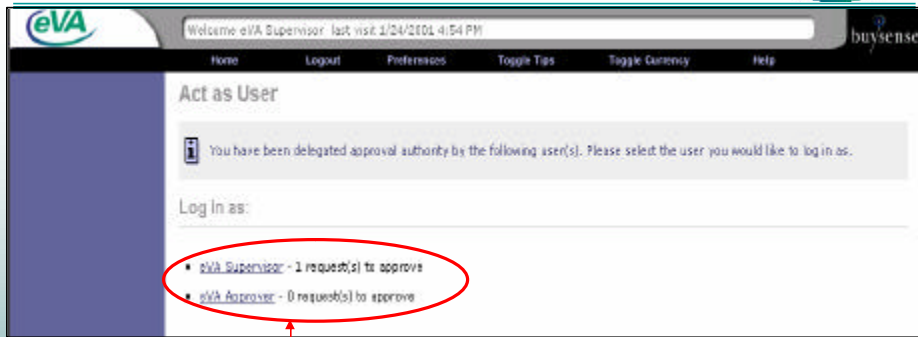 eVA
Welcome eVA Supervisor last visit 1/24/2001 4:54 PM
buysense
Home Logout Preferences Toggle Tips Toggle Currency Help
Act as User
i You have been delegated approval authority by the following user(s). Please select the user you would like to log in as.
Log in as:
eVA Supervisor - 1 request(s) to approve
eVA Approver - 0 request(s) to approve